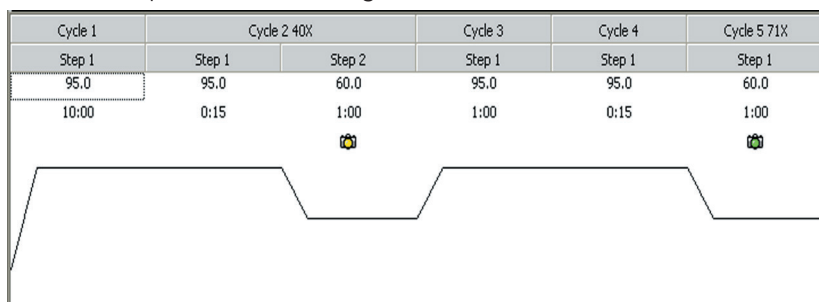 Cycle 1 Cycle 2 40X Cycle 3 Cycle 4 Cycle 5 71X
Step 1 Step 1 Step 2 Step 1 Step 1 Step 1
95.0 95.0 60.0 95.0 95.0 60.0
10:00 0:15 1:00 1:00 0:15 1:00